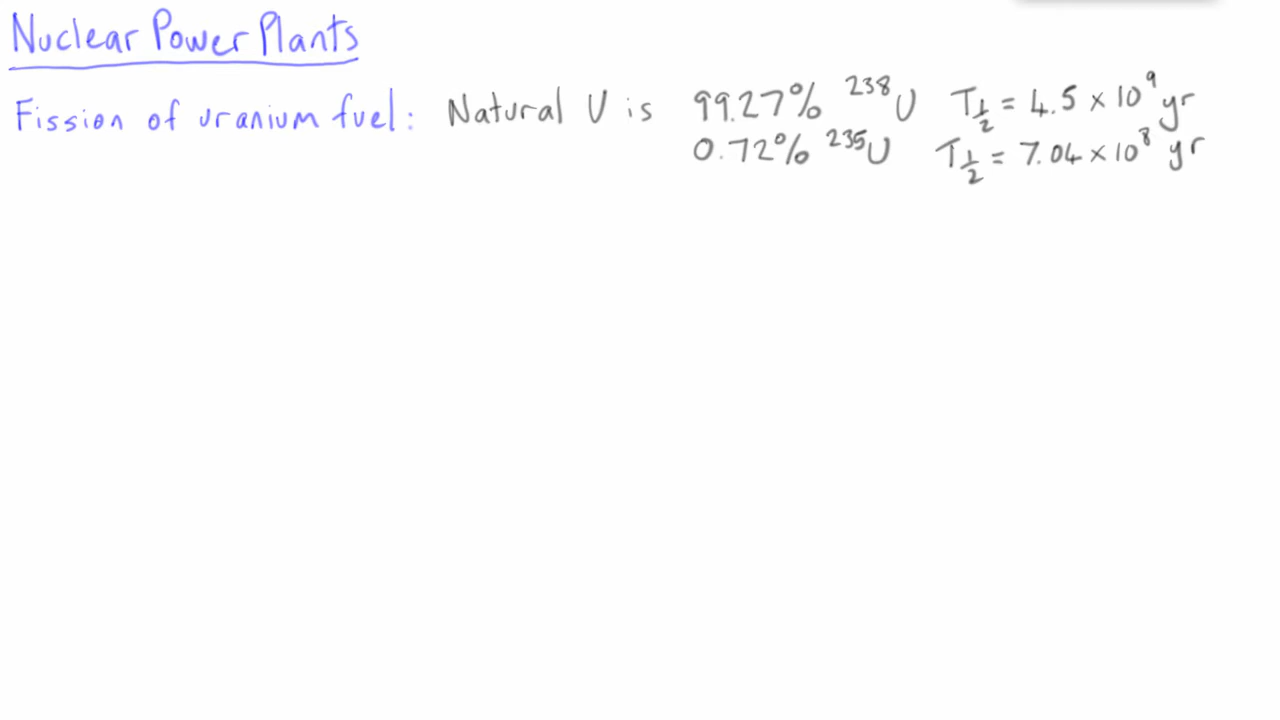 Nuclear Power Plants
Fission of uranium fuel: Natural U is 99.27% ²³⁸U T½ = 4.5 × 10⁹ yr
0.72% ²³⁵U T½ = 7.04 × 10⁸ yr